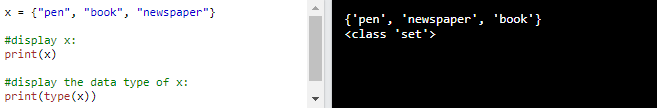 x = {"pen", "book", "newspaper"}
#display x:
print(x)
#display the data type of x:
print(type(x))
{'pen', 'newspaper', 'book'}
<class 'set'>